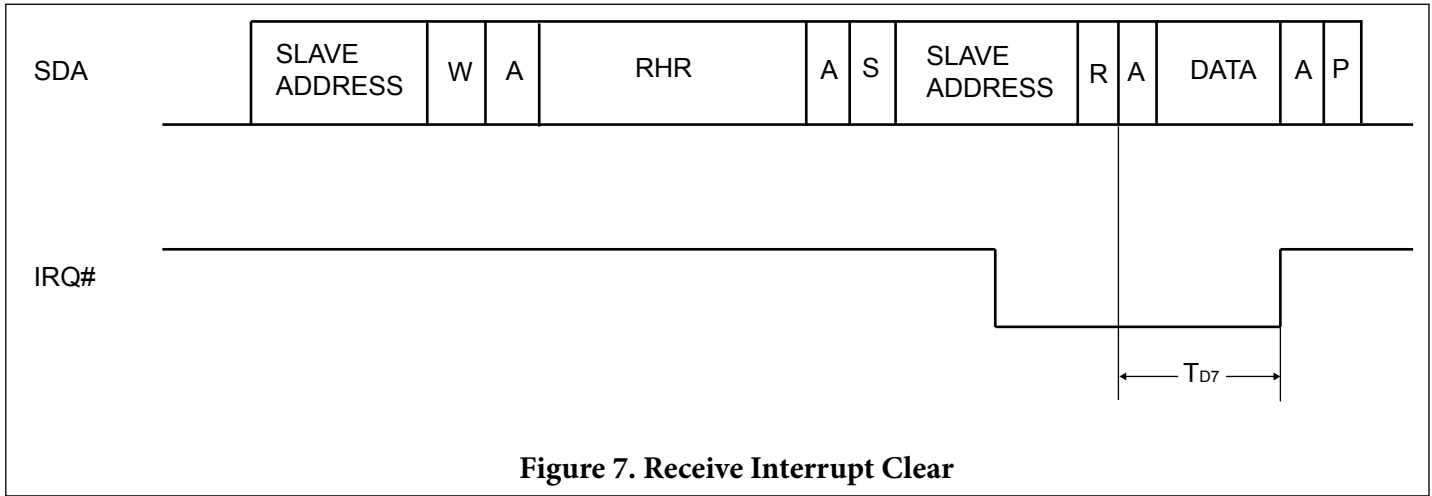 SDA
SLAVE
ADDRESS
W
A
RHR
A
S
SLAVE
ADDRESS
R
A
DATA
A
P
IRQ#
TD7
Figure 7. Receive Interrupt Clear